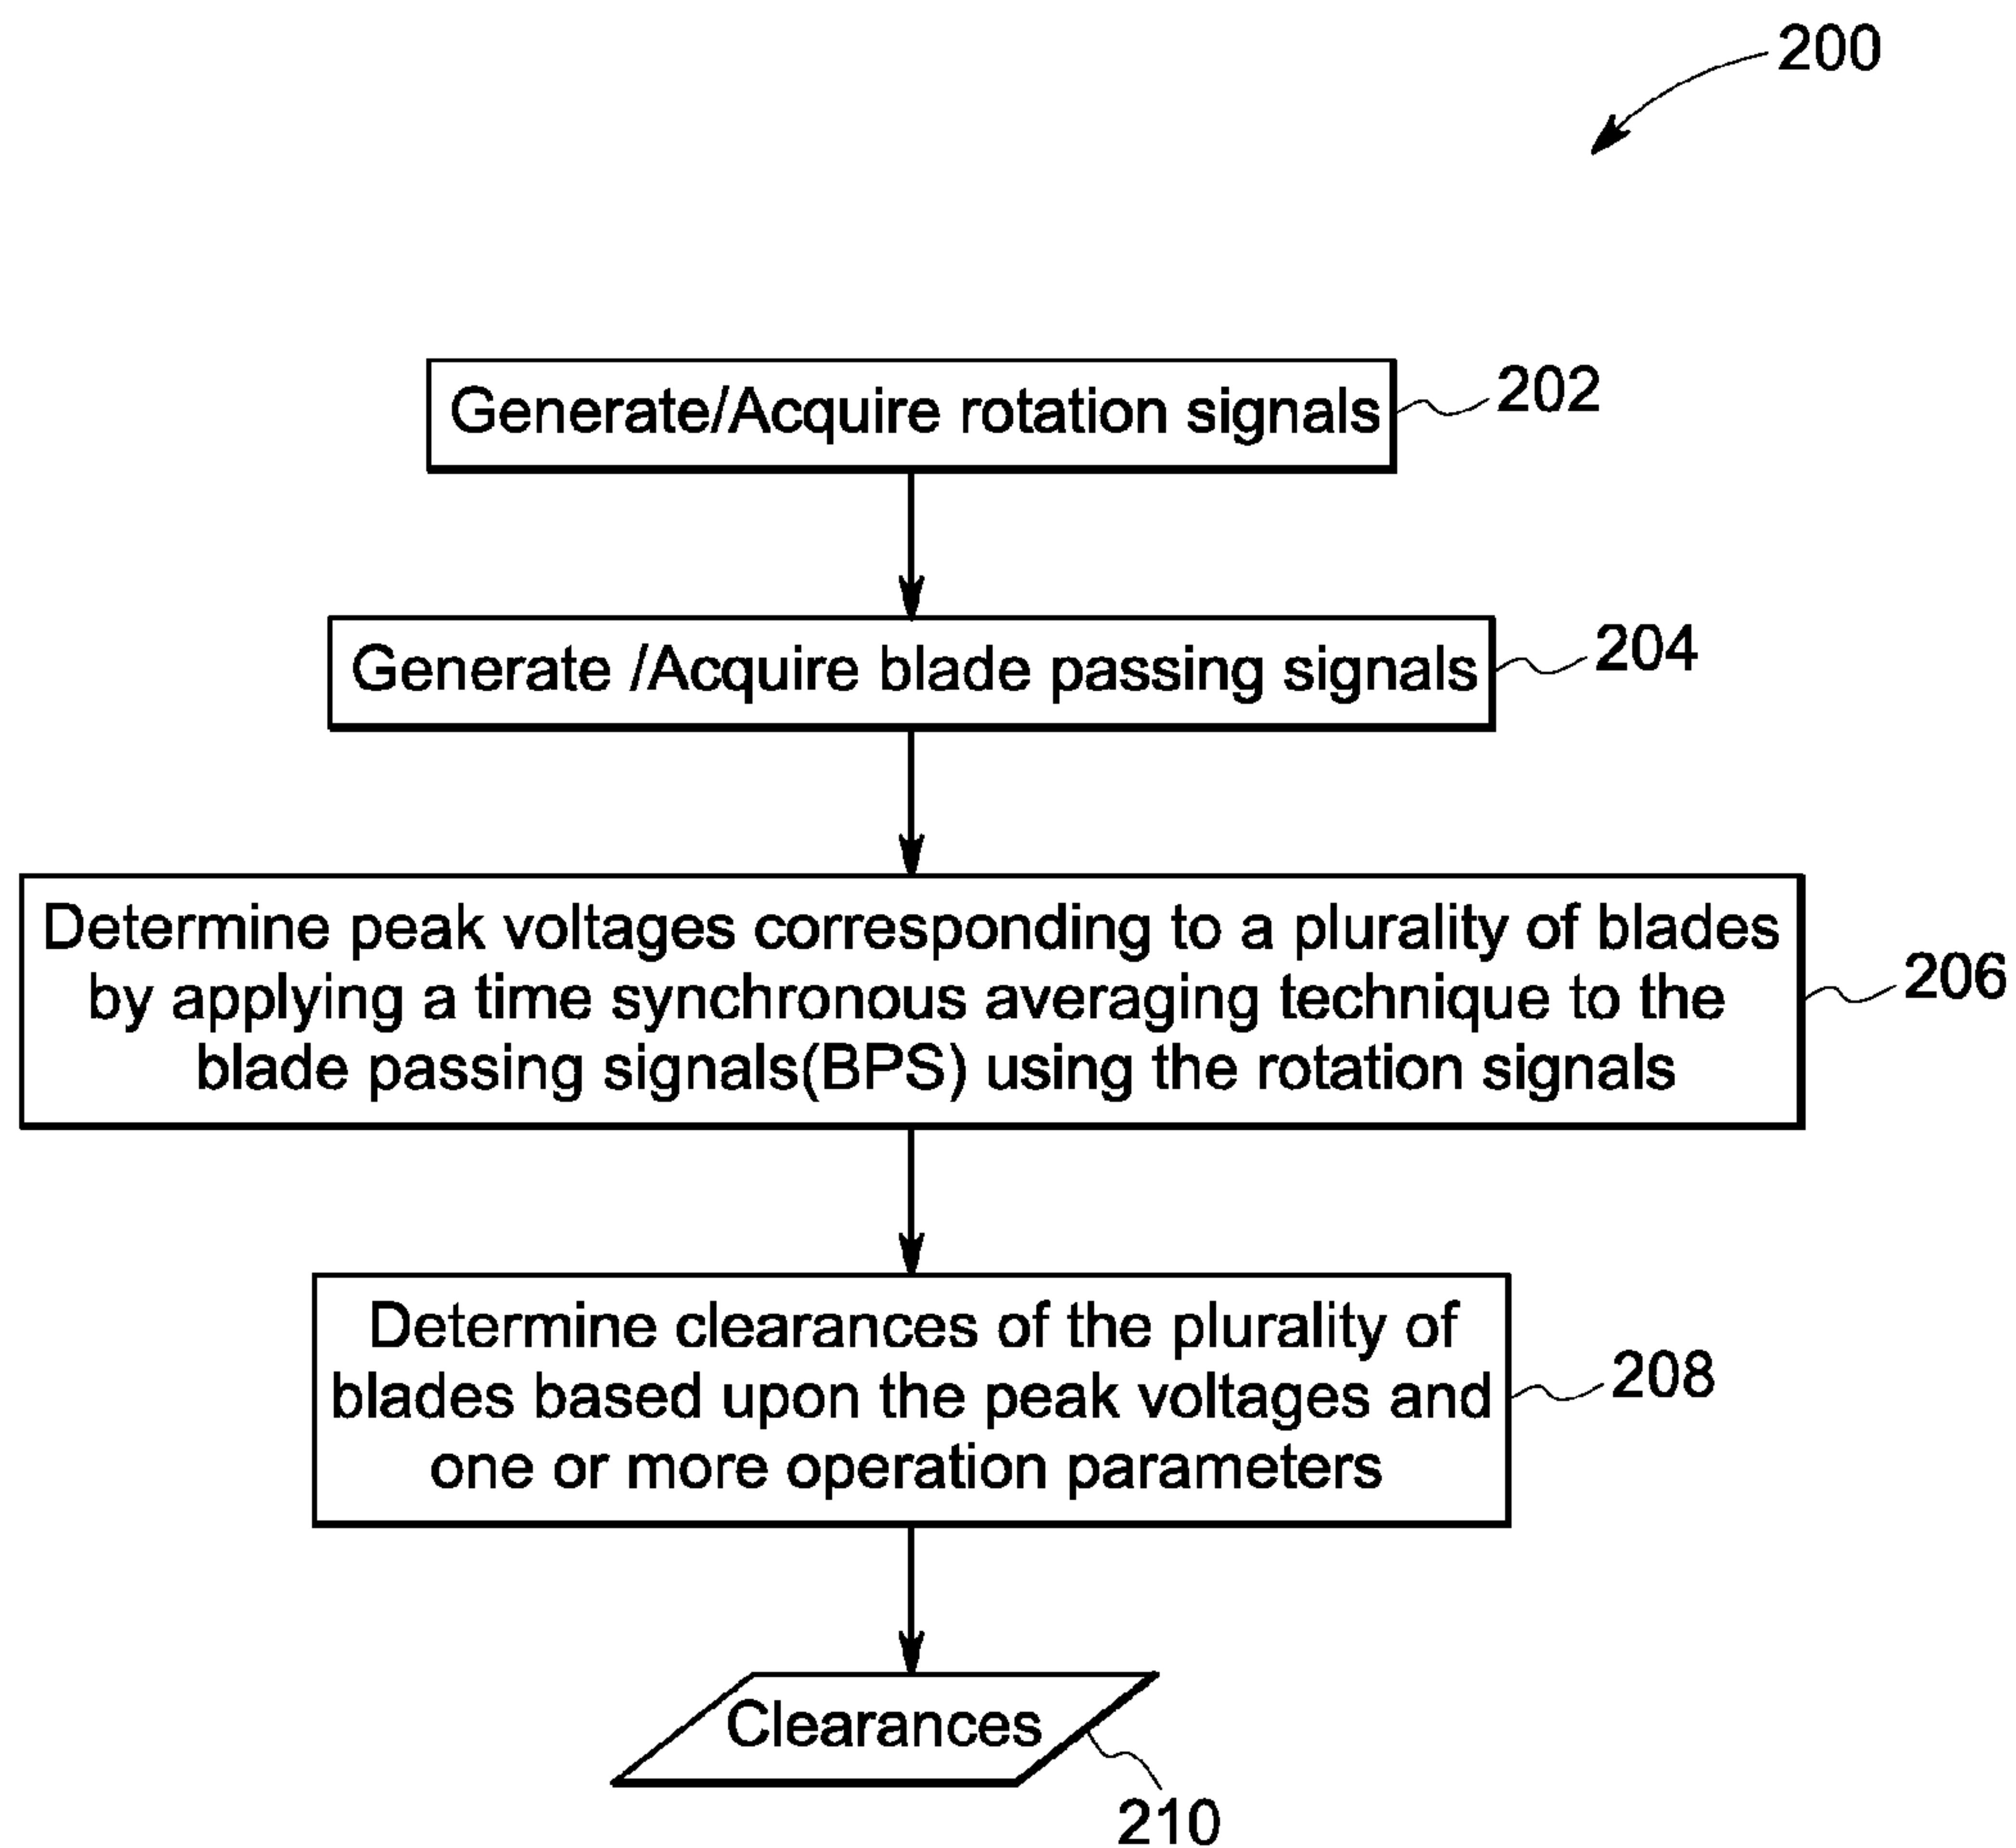 200
Generate/Acquire rotation signals
202
Generate /Acquire blade passing signals
204
Determine peak voltages corresponding to a plurality of blades
by applying a time synchronous averaging technique to the
blade passing signals(BPS) using the rotation signals
206
Determine clearances of the plurality of
blades based upon the peak voltages and
one or more operation parameters
208
Clearances
210